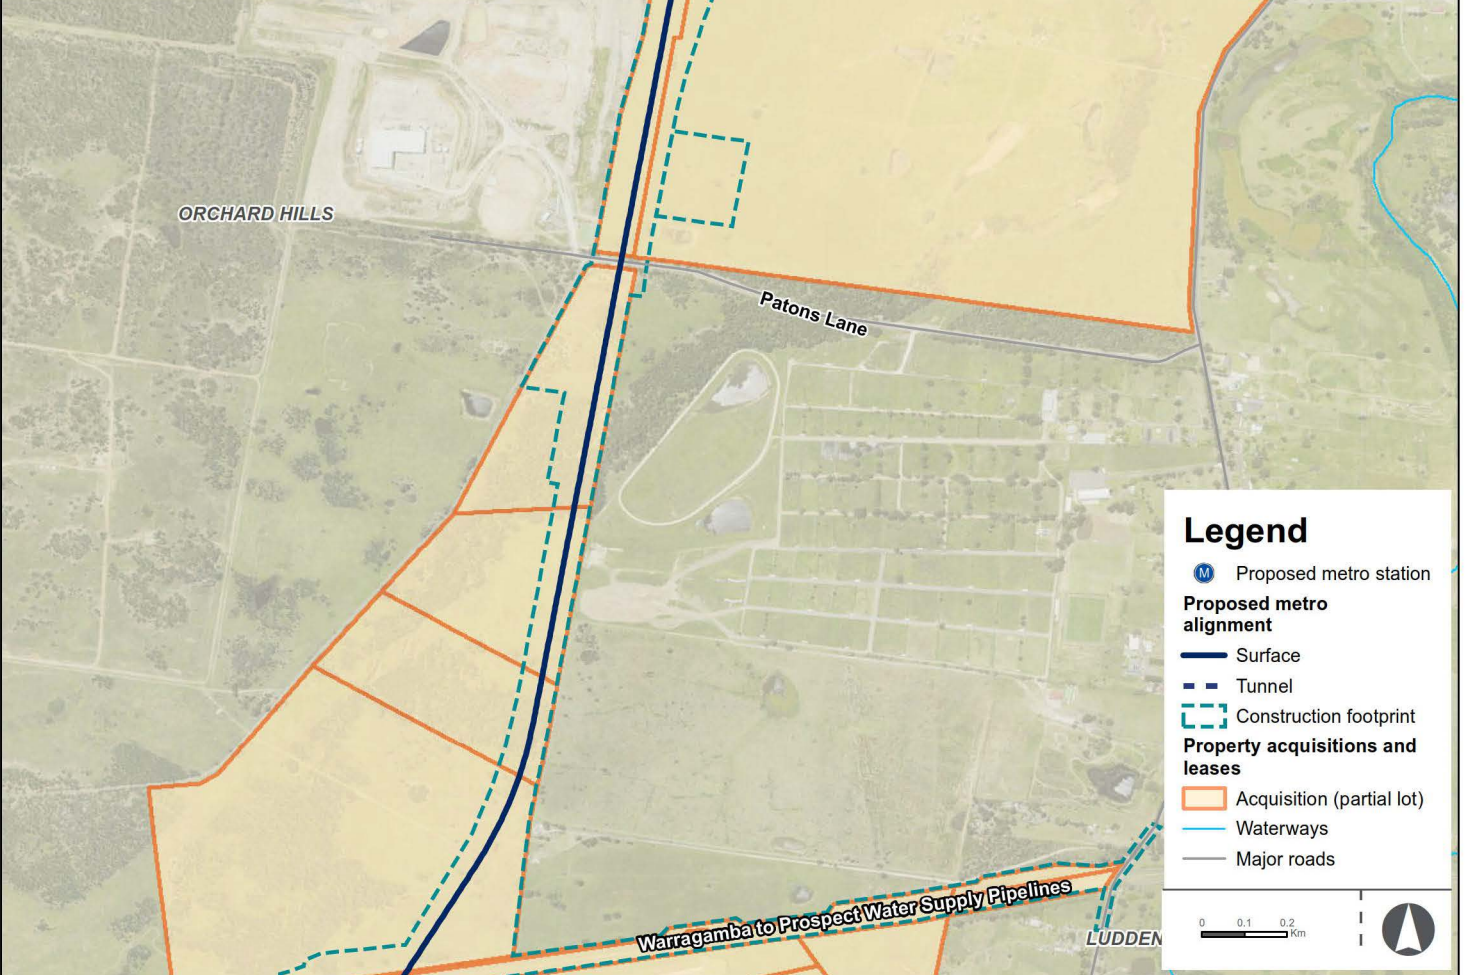 ORCHARD HILLS
Patons Lane
Warragamba to Prospect Water Supply Pipelines
LUDDEN
Legend
M Proposed metro station
Proposed metro
alignment
Surface
Tunnel
Construction footprint
Property acquisitions and
leases
Acquisition (partial lot)
Waterways
Major roads
0 0.1 0.2
Km